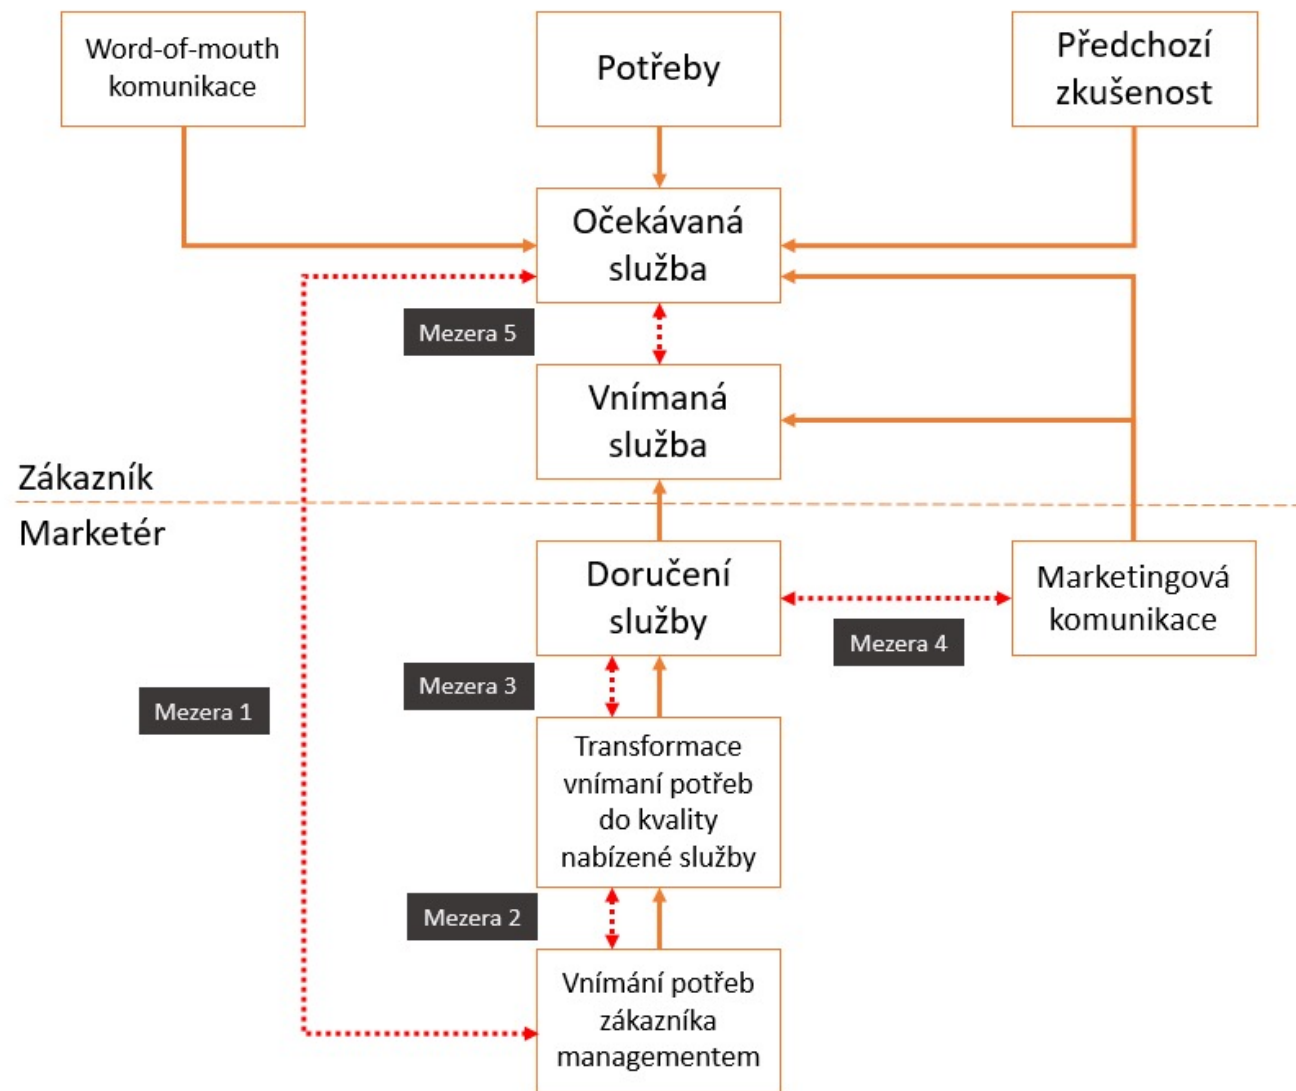 Word-of-mouth
komunikace
Potřeby
Předchozí
zkušenost
Očekávaná
služba
Mezera 5
Vnímaná
služba
Zákazník
Marketér
Doručení
služby
Marketingová
komunikace
Mezera 4
Mezera 3
Mezera 1
Transformace
vnímaní potřeb
do kvality
nabízené služby
Mezera 2
Vnímání potřeb
zákazníka
managementem